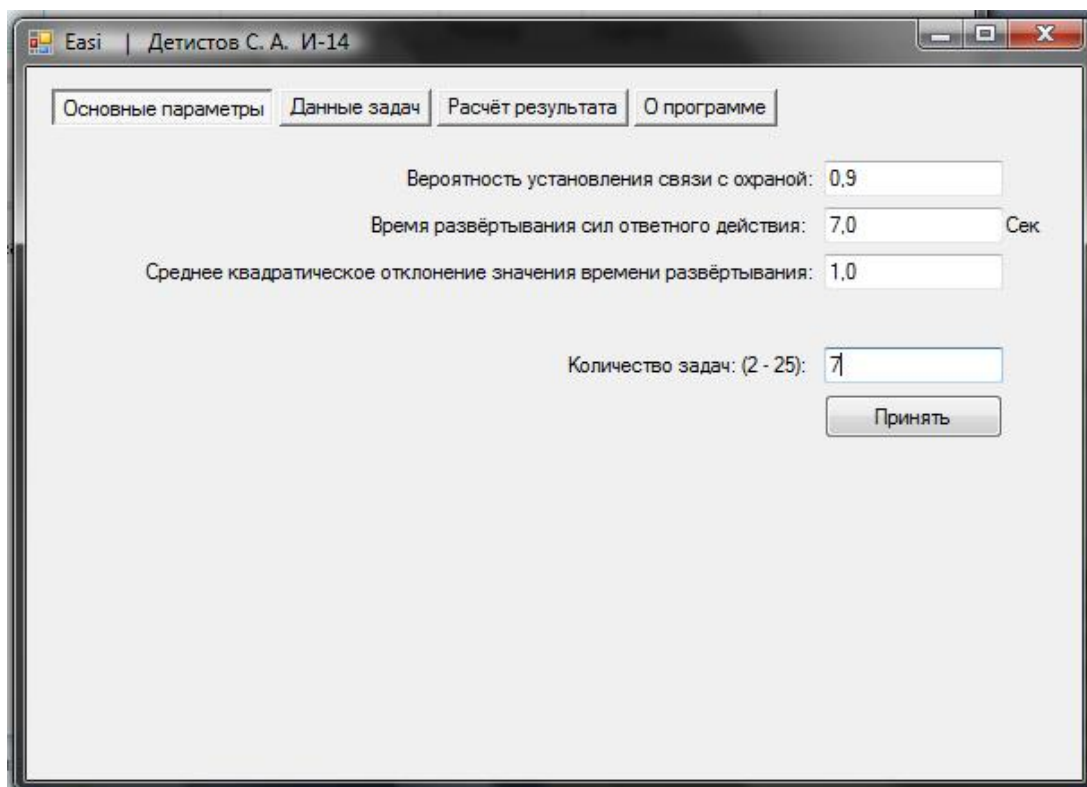 Easi | Детистов С. А. И-14
Основные параметры Данные задач Расчёт результата О программе
Вероятность установления связи с охраной: 0,9
Время развёртывания сил ответного действия: 7,0 Сек
Среднее квадратическое отклонение значения времени развёртывания: 1,0
Количество задач: (2 - 25): 7
Принять